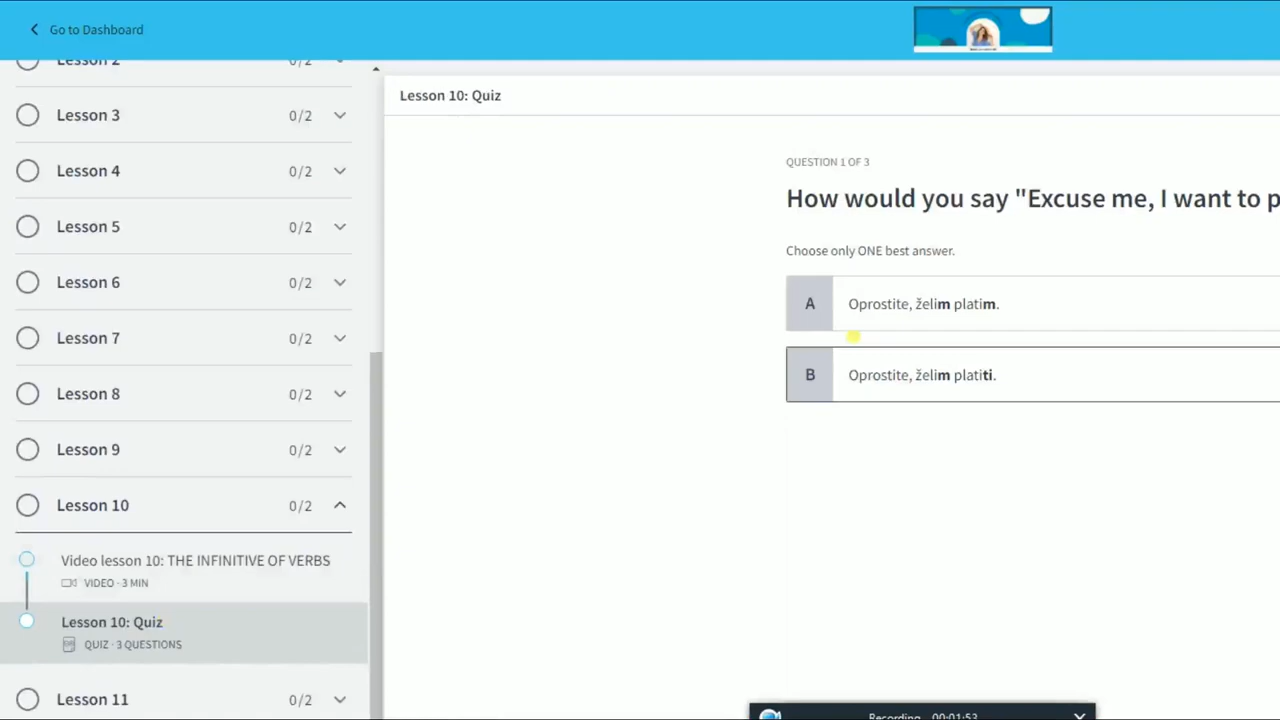 Go to Dashboard
Lesson 2 0/2
Lesson 3 0/2
Lesson 4 0/2
Lesson 5 0/2
Lesson 6 0/2
Lesson 7 0/2
Lesson 8 0/2
Lesson 9 0/2
Lesson 10 0/2
Video lesson 10: THE INFINITIVE OF VERBS
VIDEO · 3 MIN
Lesson 10: Quiz
QUIZ · 3 QUESTIONS
Lesson 11 0/2
Lesson 10: Quiz
QUESTION 1 OF 3
How would you say "Excuse me, I want to p
Choose only ONE best answer.
A Oprostite, želim platim.
B Oprostite, želim platiti.
Recording 00:01:53